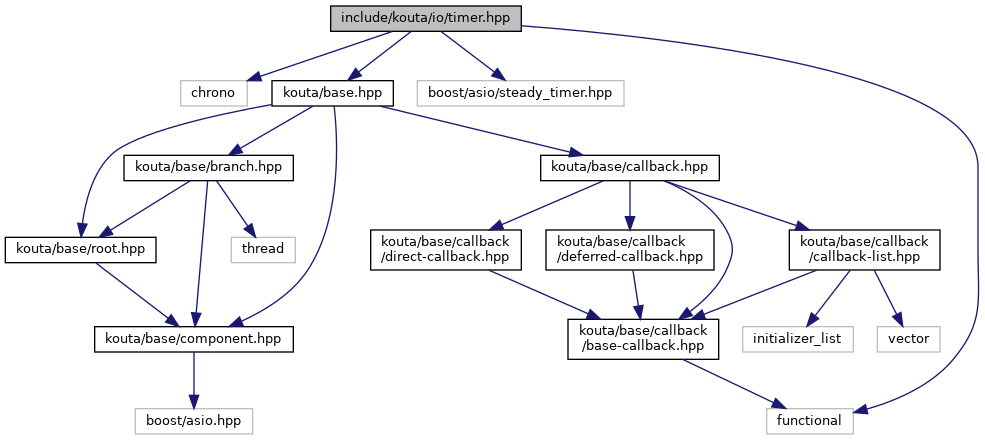 include/kouta/io/timer.hpp
chrono
kouta/base.hpp
boost/asio/steady_timer.hpp
kouta/base/branch.hpp
kouta/base/callback.hpp
kouta/base/root.hpp
thread
kouta/base/callback
/direct-callback.hpp
kouta/base/callback
/deferred-callback.hpp
kouta/base/callback
/callback-list.hpp
kouta/base/component.hpp
kouta/base/callback
/base-callback.hpp
initializer_list
vector
boost/asio.hpp
functional